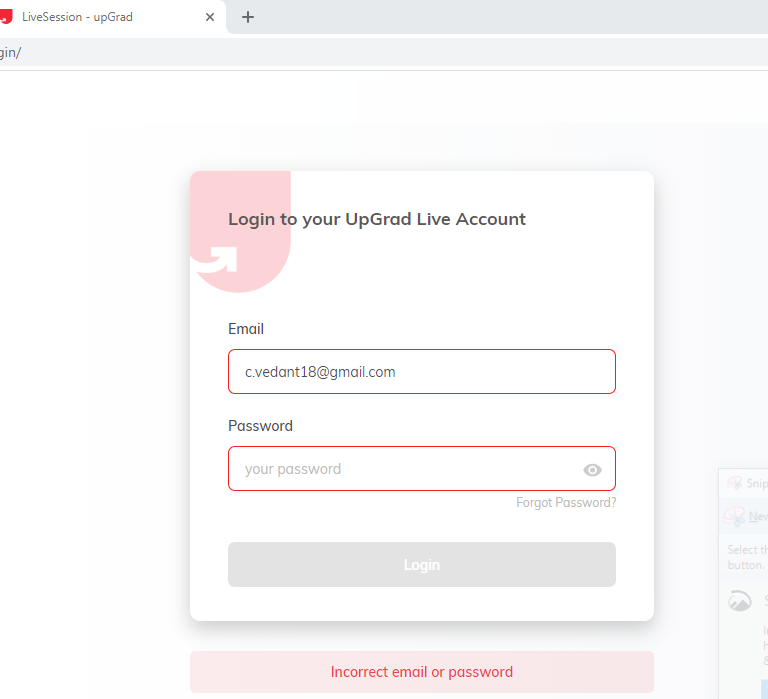 LiveSession - upGrad
gin/
Login to your UpGrad Live Account
Email
c.vedant18@gmail.com
Password
your password
Forgot Password?
Login
Incorrect email or password
Snip
New
Select th
button.